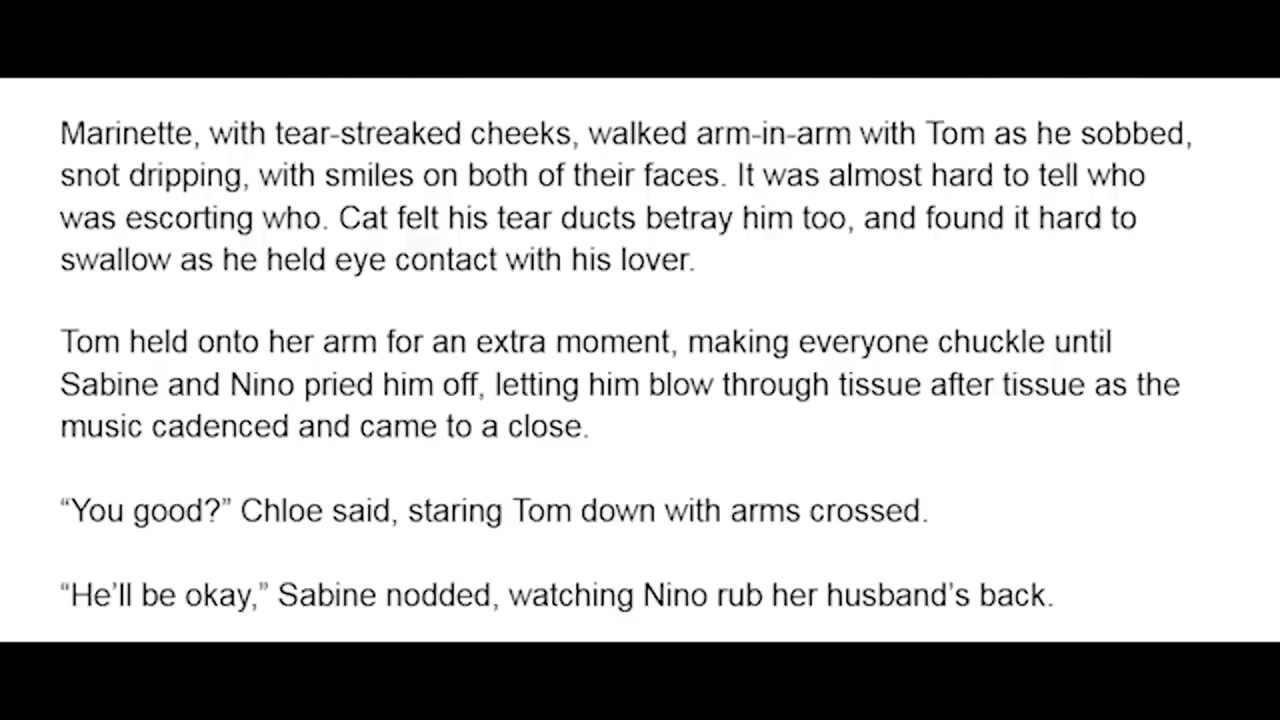 Marinette, with tear-streaked cheeks, walked arm-in-arm with Tom as he sobbed,
snot dripping, with smiles on both of their faces. It was almost hard to tell who
was escorting who. Cat felt his tear ducts betray him too, and found it hard to
swallow as he held eye contact with his lover.
Tom held onto her arm for an extra moment, making everyone chuckle until
Sabine and Nino pried him off, letting him blow through tissue after tissue as the
music cadenced and came to a close.
“You good?” Chloe said, staring Tom down with arms crossed.
“He’ll be okay,” Sabine nodded, watching Nino rub her husband’s back.